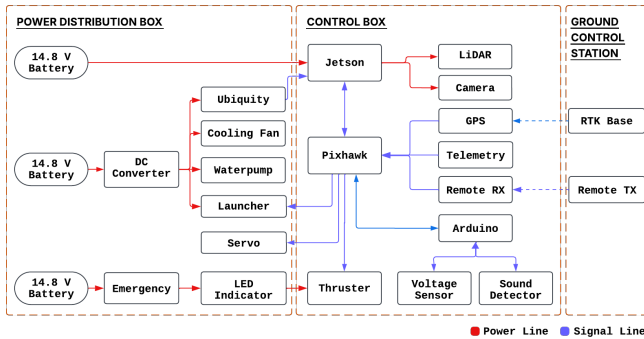 POWER DISTRIBUTION BOX
CONTROL BOX
GROUND
CONTROL
STATION
14.8 V
Battery
Jetson
LiDAR
Camera
Ubiquity
Cooling Fan
GPS
RTK Base
14.8 V
Battery
DC
Converter
Waterpump
Pixhawk
Telemetry
Launcher
Remote RX
Remote TX
Servo
Arduino
14.8 V
Battery
Emergency
LED
Indicator
Thruster
Voltage
Sensor
Sound
Detector
Power Line
Signal Line